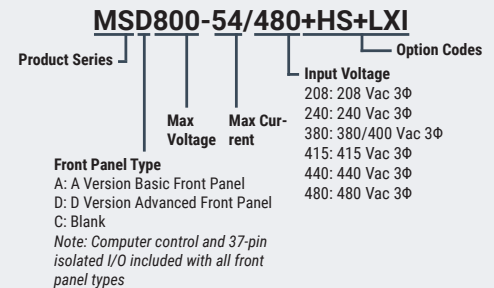 MSD800-54/480+HS+LXI
Product Series
Option Codes
Input Voltage
208: 208 Vac 3Φ
240: 240 Vac 3Φ
380: 380/400 Vac 3Φ
415: 415 Vac 3Φ
440: 440 Vac 3Φ
480: 480 Vac 3Φ
Max
Voltage
Max Cur-
rent
Front Panel Type
A: A Version Basic Front Panel
D: D Version Advanced Front Panel
C: Blank
Note: Computer control and 37-pin
isolated I/O included with all front
panel types